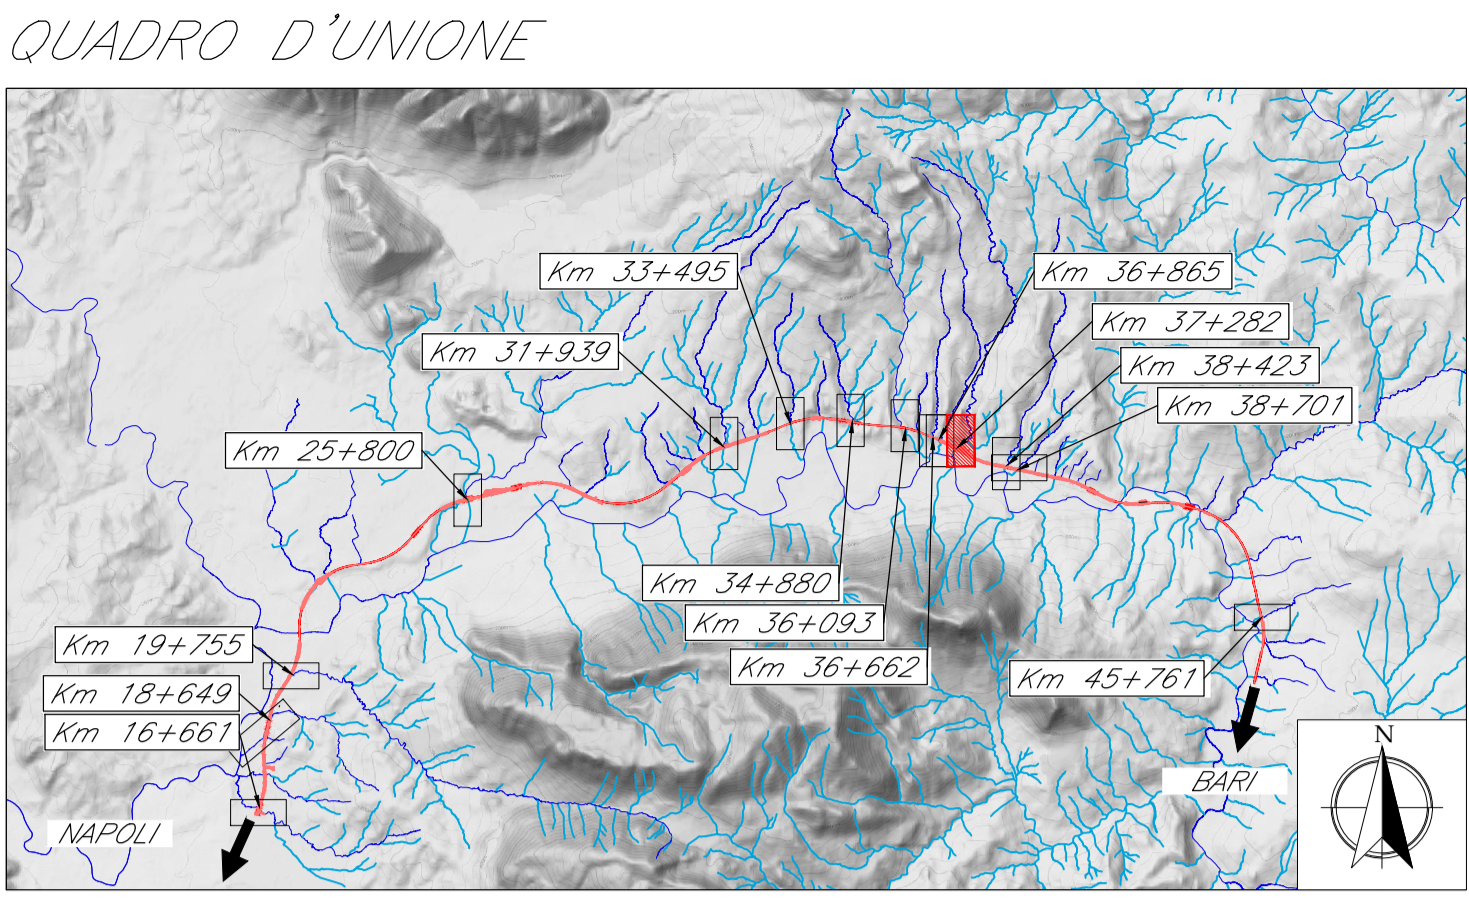 QUADRO D'UNIONE
Km 33+495
Km 36+865
Km 37+282
Km 31+939
Km 38+423
Km 38+701
Km 25+800
Km 34+880
Km 36+093
Km 19+755
Km 36+662
Km 45+761
Km 18+649
Km 16+661
N
BARI
NAPOLI